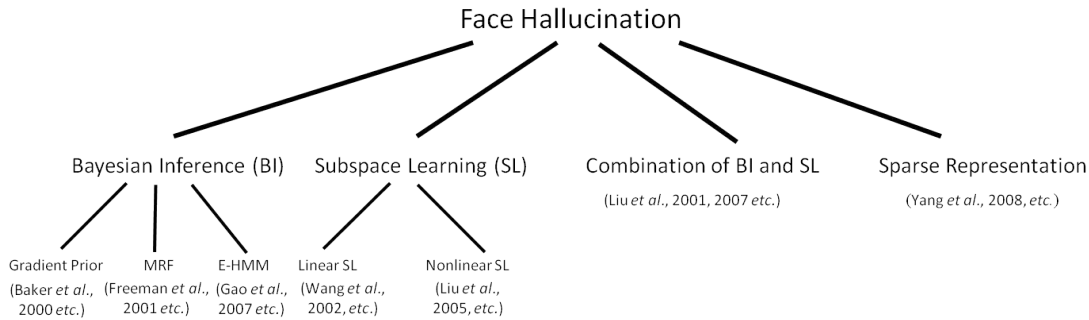 Face Hallucination
Bayesian Inference (BI)
Subspace Learning (SL)
Combination of BI and SL
(Liu et al., 2001, 2007 etc.)
Sparse Representation
(Yang et al., 2008, etc.)
Gradient Prior
(Baker et al.,
2000 etc.)
MRF
(Freeman et al.,
2001 etc.)
E-HMM
(Gao et al.,
2007 etc.)
Linear SL
(Wang et al.,
2002, etc.)
Nonlinear SL
(Liu et al.,
2005, etc.)